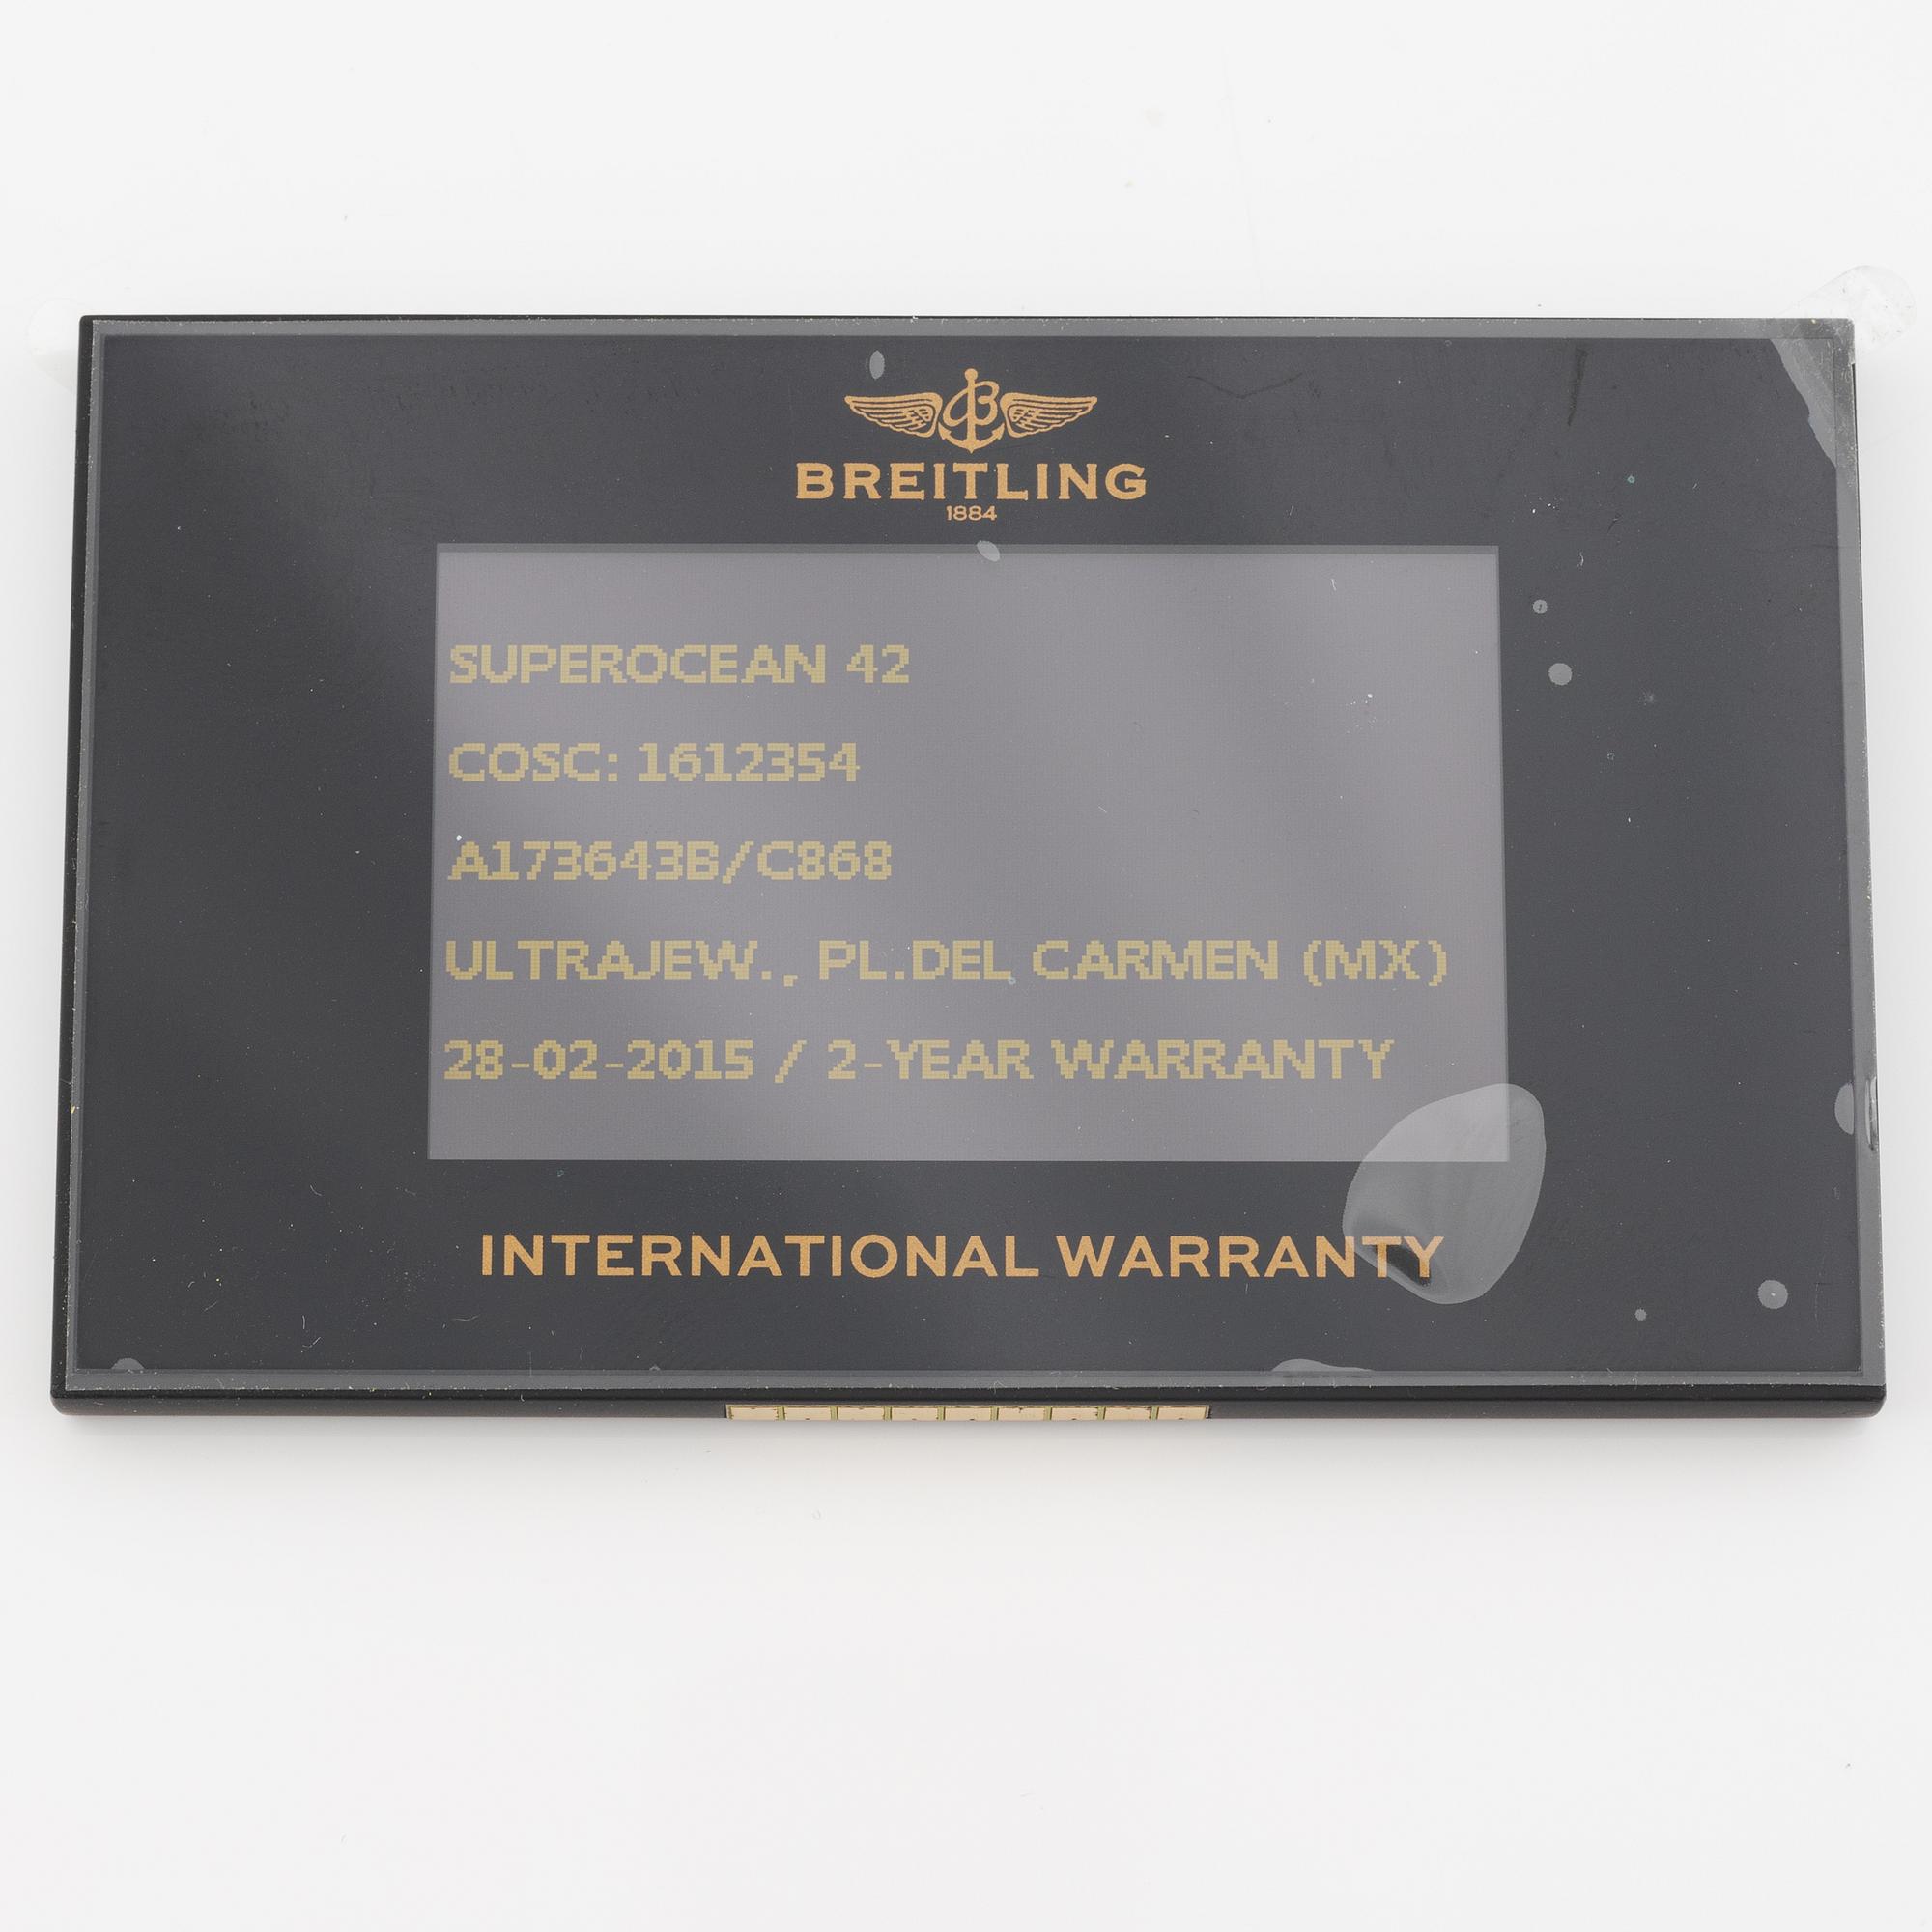 BREITLING
1884
SUPEROCEAN 42
COSC: 1612354
A173643B/C868
ULTRAJEW., PL.DEL CARMEN (MX)
28-02-2015 / 2-YEAR WARRANTY
INTERNATIONAL WARRANTY